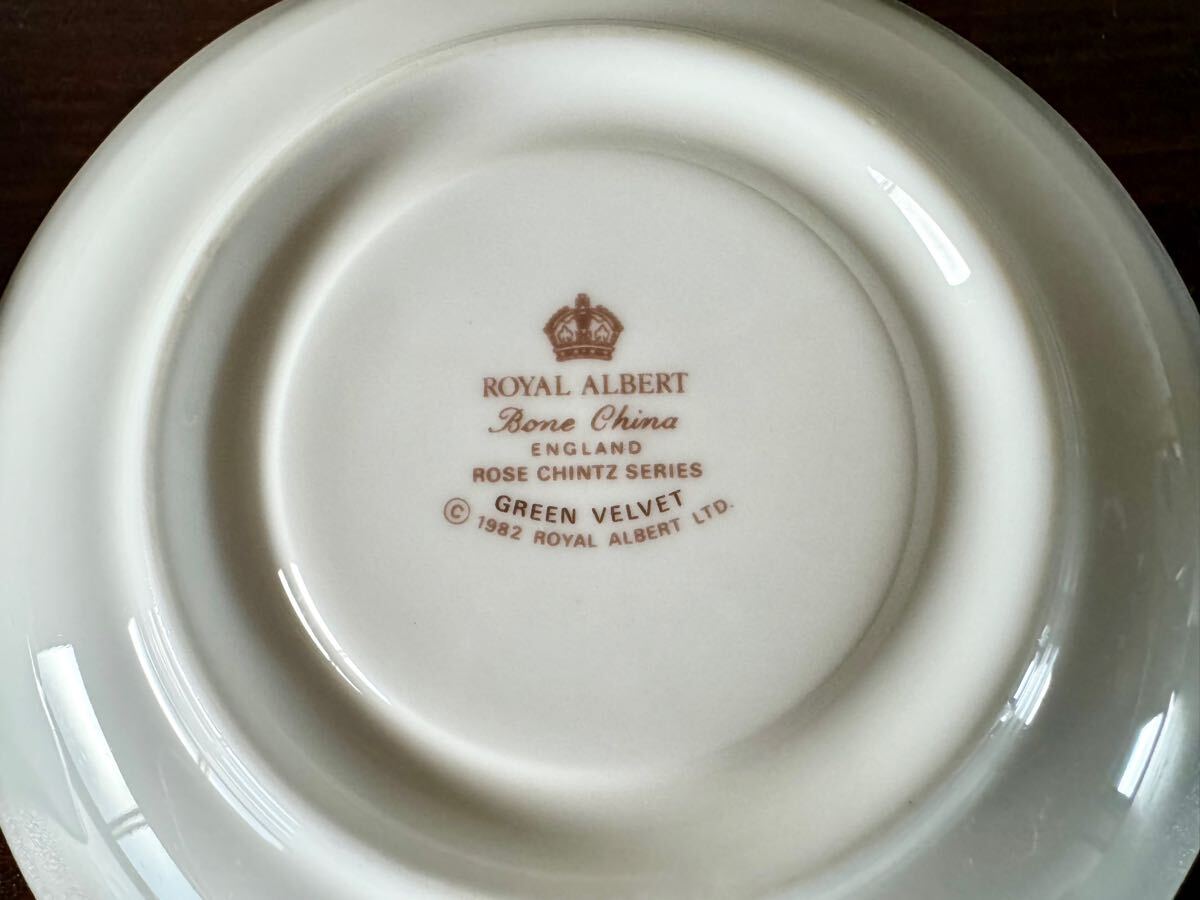 ROYAL ALBERT
Bone China
ENGLAND
ROSE CHINTZ SERIES
GREEN VELVET
© 1982 ROYAL ALBERT LTD.